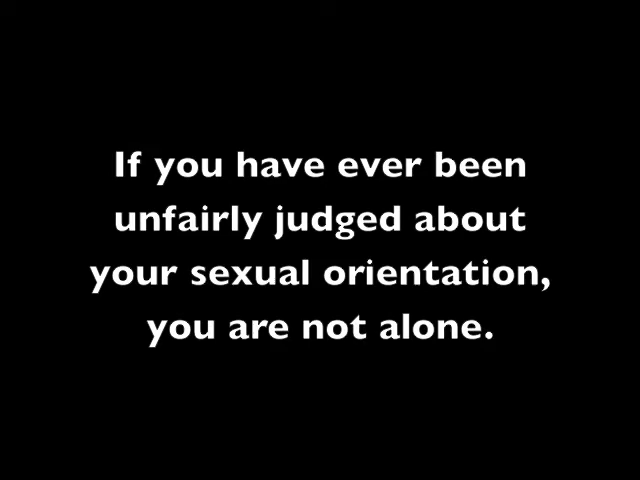 If you have ever been
unfairly judged about
your sexual orientation,
you are not alone.